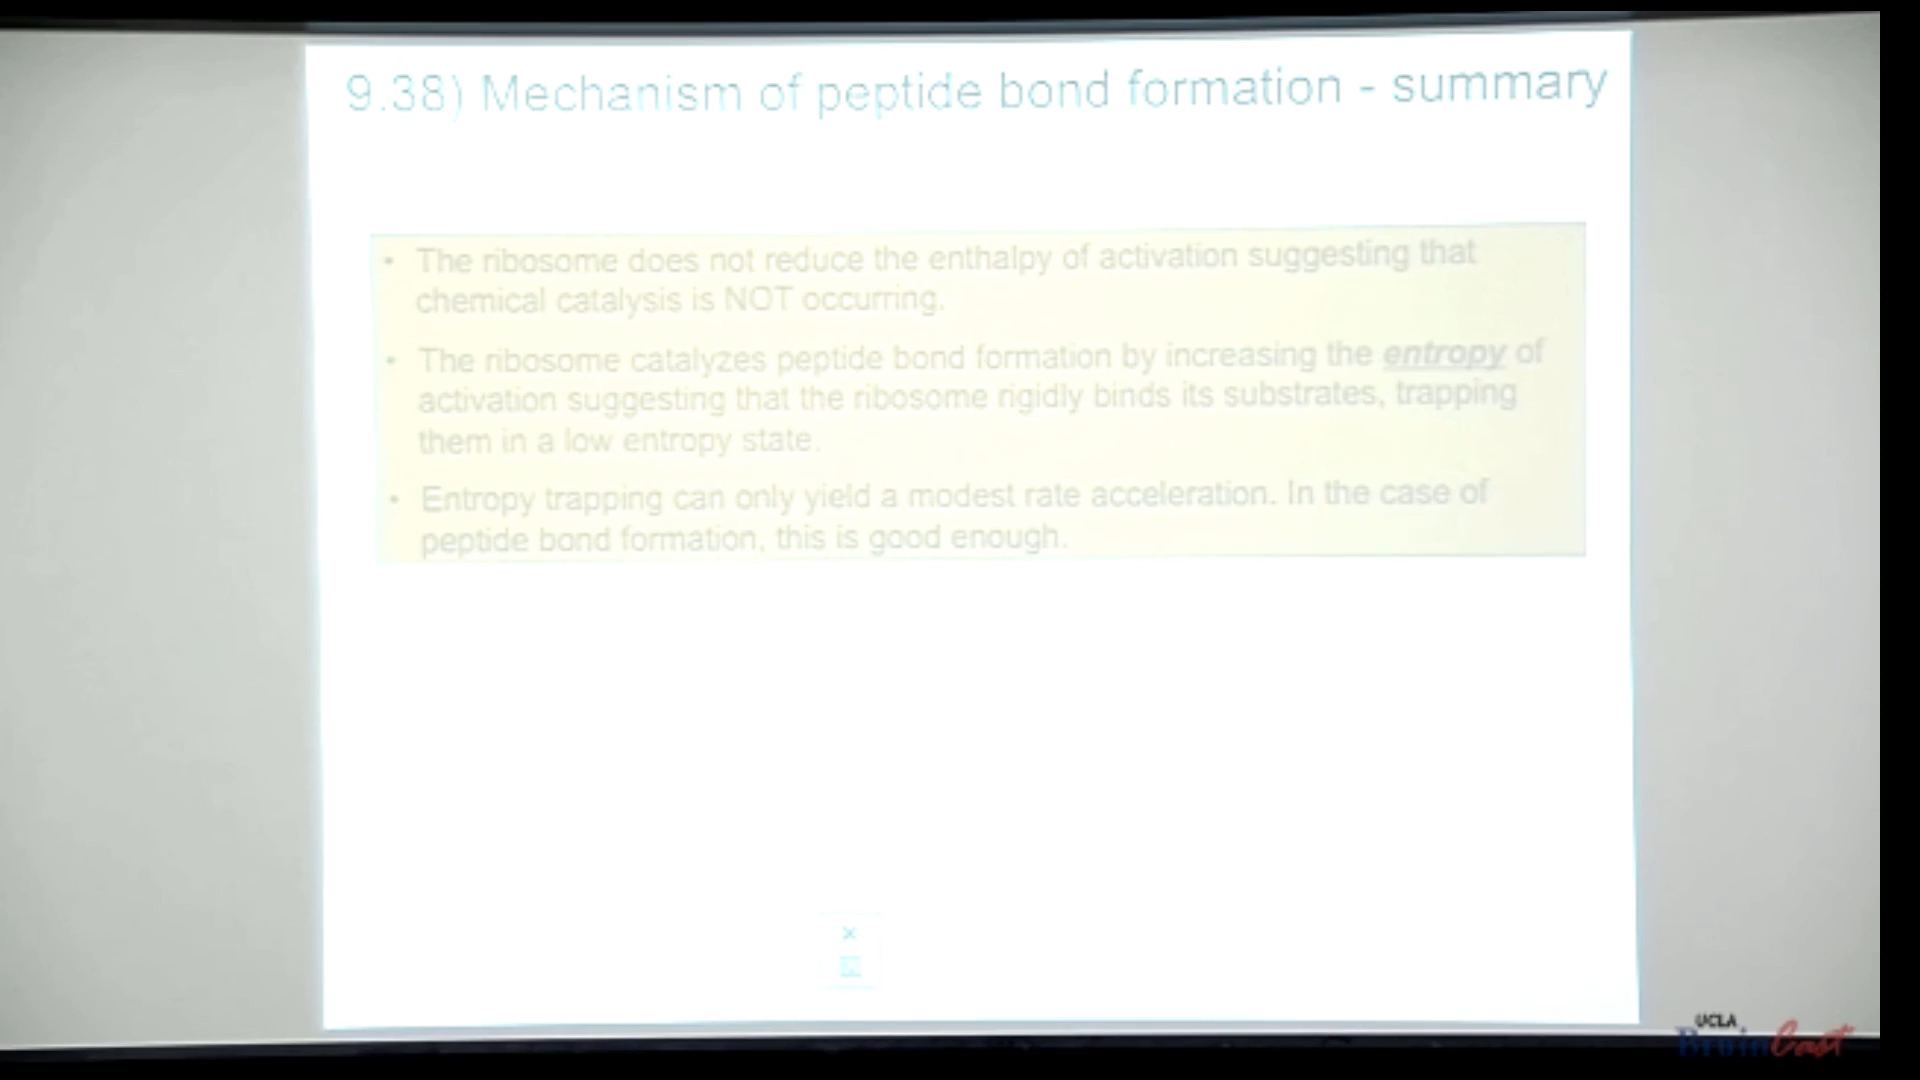 9.38) Mechanism of peptide bond formation - summary
• The ribosome does not reduce the enthalpy of activation suggesting that
chemical catalysis is NOT occurring.
• The ribosome catalyzes peptide bond formation by increasing the entropy of
activation suggesting that the ribosome rigidly binds its substrates, trapping
them in a low entropy state.
• Entropy trapping can only yield a modest rate acceleration. In the case of
peptide bond formation, this is good enough.
UCLA
BruinCast